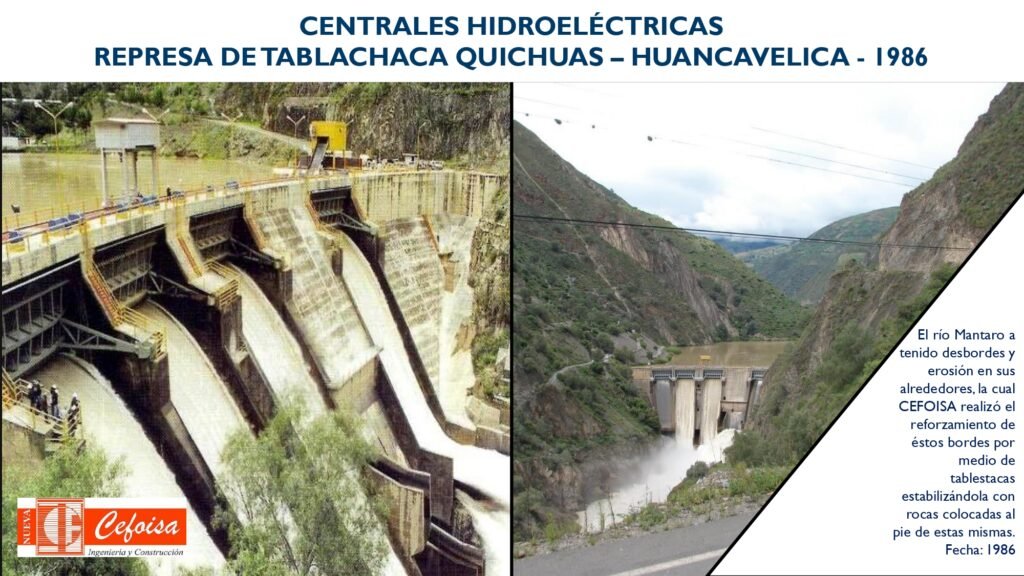 CENTRALES HIDROELÉCTRICAS
REPRESA DE TABLACHACA QUICHUAS – HUANCAVELICA - 1986
El río Mantaro a
tenido desbordes y
erosión en sus
alrededores, la cual
CEFOISA realizó el
reforzamiento de
éstos bordes por
medio de
tablestacas
estabilizándola con
rocas colocadas al
pie de estas mismas.
Fecha: 1986
NUEVA
Cefoisa
Ingeniería y Construcción